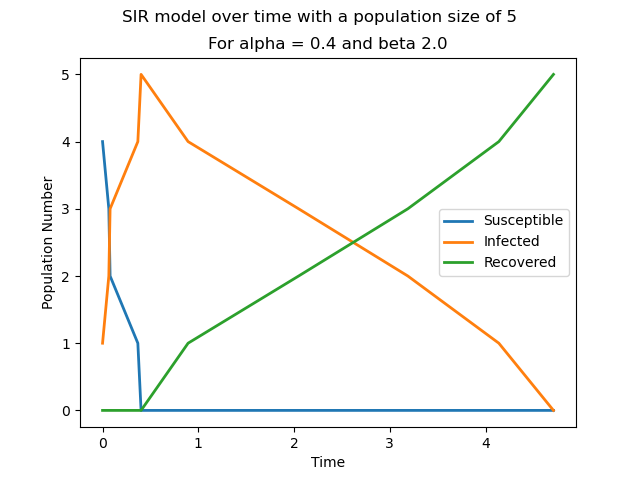 SIR model over time with a population size of 5
For alpha = 0.4 and beta 2.0
5
4
3
2
1
0
Population Number
Susceptible
Infected
Recovered
0 1 2 3 4
Time